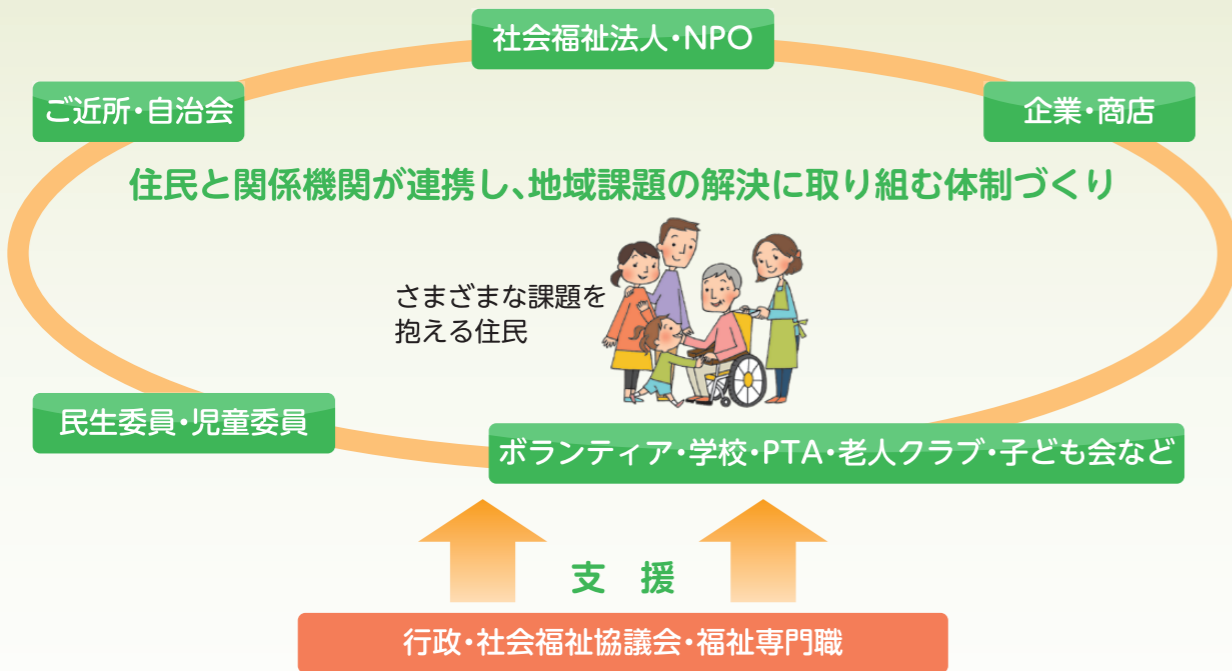 社会福祉法人・NPO
ご近所・自治会
企業・商店
住民と関係機関が連携し、地域課題の解決に取り組む体制づくり
さまざまな課題を
抱える住民
民生委員・児童委員
ボランティア・学校・PTA・老人クラブ・子ども会など
支　援
行政・社会福祉協議会・福祉専門職